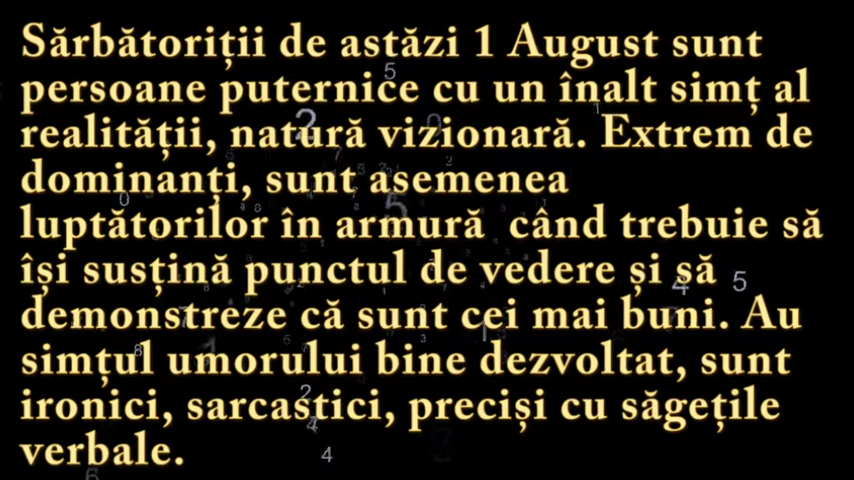 Sărbătoriții de astăzi 1 August sunt
persoane puternice cu un înalt simț al
realității, natură vizionară. Extrem de
dominanți, sunt asemenea
luptătorilor în armură când trebuie să
își susțină punctul de vedere și să
demonstreze că sunt cei mai buni. Au
simțul umorului bine dezvoltat, sunt
ironici, sarcastici, preciși cu săgețile
verbale.